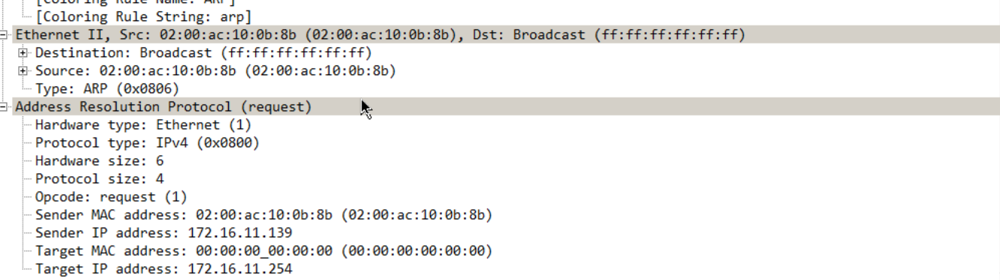 [Coloring Rule Name: ARP]
[Coloring Rule String: arp]
Ethernet II, Src: 02:00:ac:10:0b:8b (02:00:ac:10:0b:8b), Dst: Broadcast (ff:ff:ff:ff:ff:ff)
Destination: Broadcast (ff:ff:ff:ff:ff:ff)
Source: 02:00:ac:10:0b:8b (02:00:ac:10:0b:8b)
Type: ARP (0x0806)
Address Resolution Protocol (request)
Hardware type: Ethernet (1)
Protocol type: IPv4 (0x0800)
Hardware size: 6
Protocol size: 4
Opcode: request (1)
Sender MAC address: 02:00:ac:10:0b:8b (02:00:ac:10:0b:8b)
Sender IP address: 172.16.11.139
Target MAC address: 00:00:00_00:00:00 (00:00:00:00:00:00)
Target IP address: 172.16.11.254